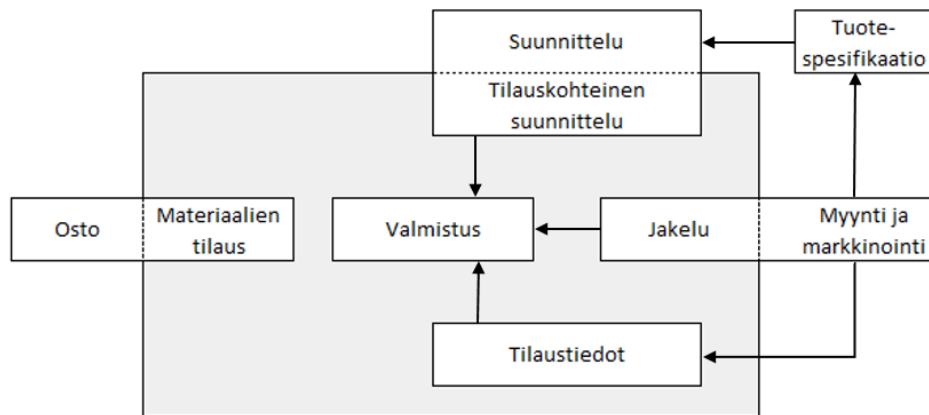 Suunnittelu
Tuote-
spesifikaatio
Tilauskohteinen
suunnittelu
Osto
Materiaalien
tilaus
Valmistus
Jakelu
Myynti ja
markkinointi
Tilaustiedot